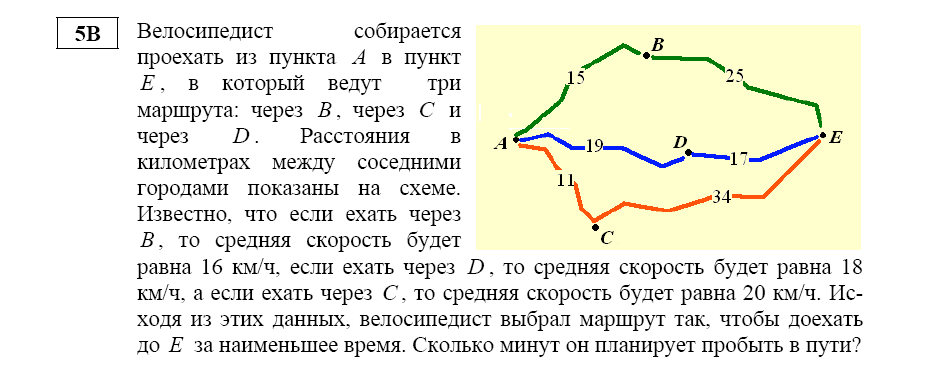 5В
Велосипедист собирается
проехать из пункта A в пункт
E, в который ведут три
маршрута: через B, через C и
через D. Расстояния в
километрах между соседними
городами показаны на схеме.
Известно, что если ехать через
B, то средняя скорость будет
равна 16 км/ч, если ехать через D, то средняя скорость будет равна 18
км/ч, а если ехать через C, то средняя скорость будет равна 20 км/ч. Ис-
ходя из этих данных, велосипедист выбрал маршрут так, чтобы доехать
до E за наименьшее время. Сколько минут он планирует пробыть в пути?
B
15
25
A
19
D
17
E
11
34
C